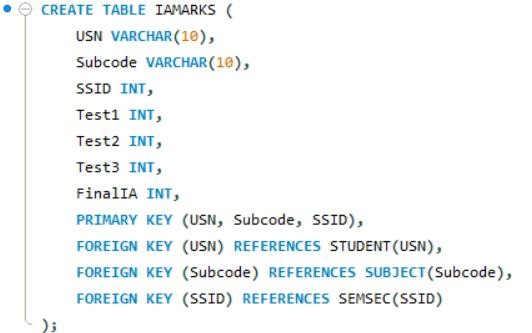 CREATE TABLE IAMARKS (
USN VARCHAR(10),
Subcode VARCHAR(10),
SSID INT,
Test1 INT,
Test2 INT,
Test3 INT,
FinalIA INT,
PRIMARY KEY (USN, Subcode, SSID),
FOREIGN KEY (USN) REFERENCES STUDENT(USN),
FOREIGN KEY (Subcode) REFERENCES SUBJECT(Subcode),
FOREIGN KEY (SSID) REFERENCES SEMSEC(SSID)
);